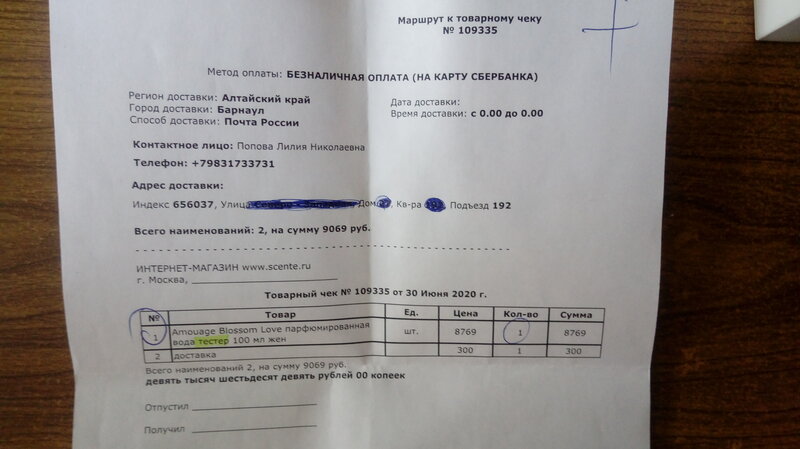 Маршрут к товарному чеку
№ 109335
Метод оплаты: БЕЗНАЛИЧНАЯ ОПЛАТА (НА КАРТУ СБЕРБАНКА)
Регион доставки: Алтайский край
Город доставки: Барнаул
Способ доставки: Почта России
Дата доставки:
Время доставки: с 0.00 до 0.00
Контактное лицо: Попова Лилия Николаевна
Телефон: +79831733731
Адрес доставки:
Индекс 656037, Улица Дом , Кв-ра , Подъезд 192
Всего наименований: 2, на сумму 9069 руб.
ИНТЕРНЕТ-МАГАЗИН www.scente.ru
г. Москва,
Товарный чек № 109335 от 30 Июня 2020 г.
№ Товар Ед. Цена Кол-во Сумма
1 Amouage Blossom Love парфюмированная вода тестер 100 мл жен шт. 8769 1 8769
2 доставка 300 1 300
Всего наименований 2, на сумму 9069 руб.
девять тысяч шестьдесят девять рублей 00 копеек
Отпустил
Получил